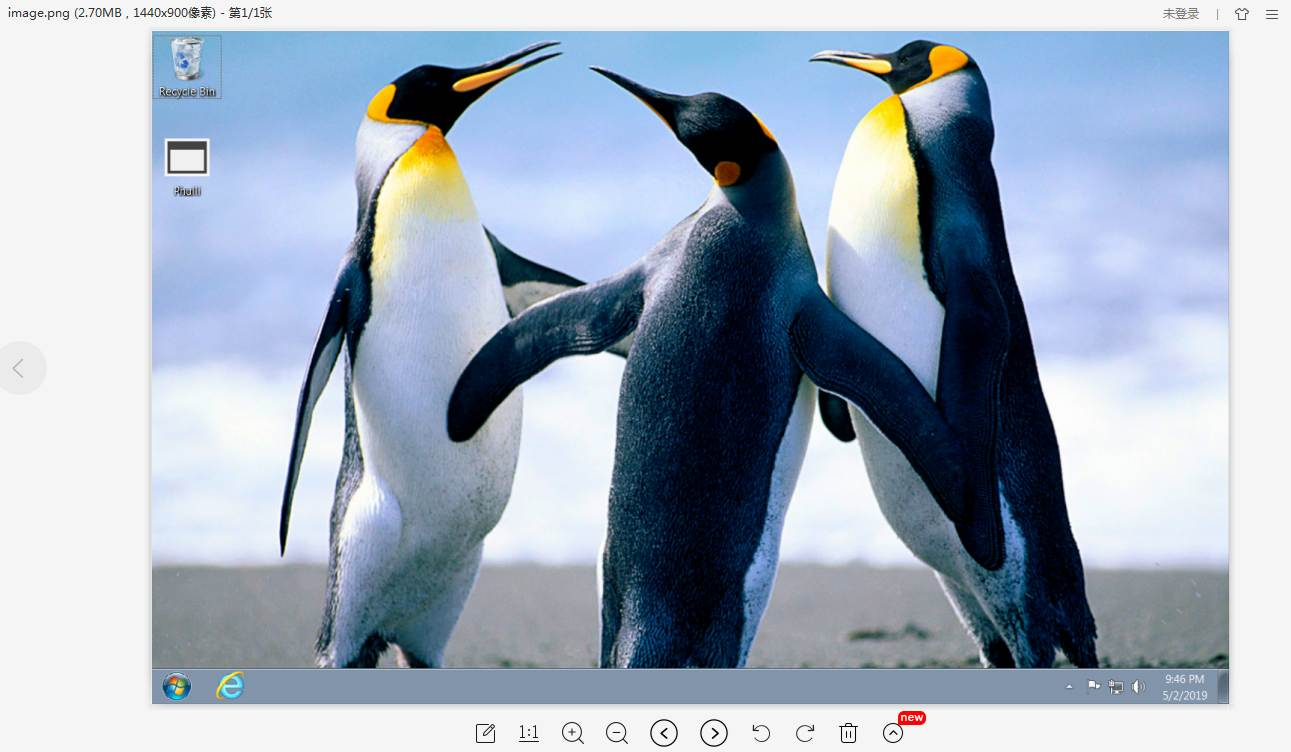 image.png (2.70MB , 1440x900像素) - 第1/1张
未登录
Recycle Bin
9:46 PM
5/2/2019
1:1
new